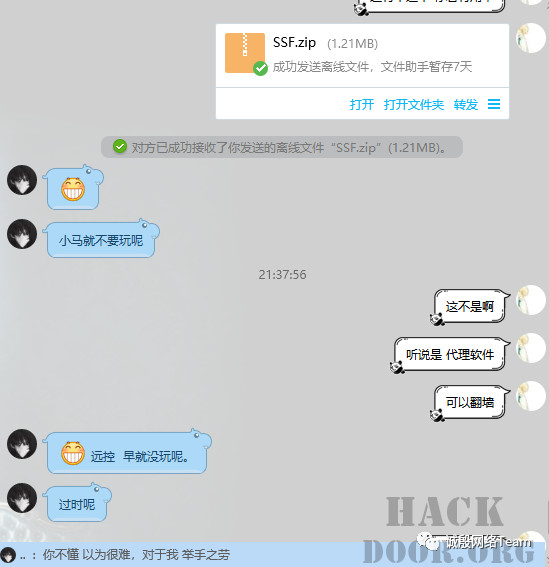 SSF.zip (1.21MB)
成功发送离线文件，文件助手暂存7天
打开 打开文件夹 转发
对方已成功接收了你发送的离线文件“SSF.zip”(1.21MB)。
小马就不要玩呢
21:37:56
这不是啊
听说是 代理软件
可以翻墙
远控 早就没玩呢。
过时呢
HACK
诚殷网络Team
DOOR.ORG
.. ：你不懂 以为很难，对于我 举手之劳